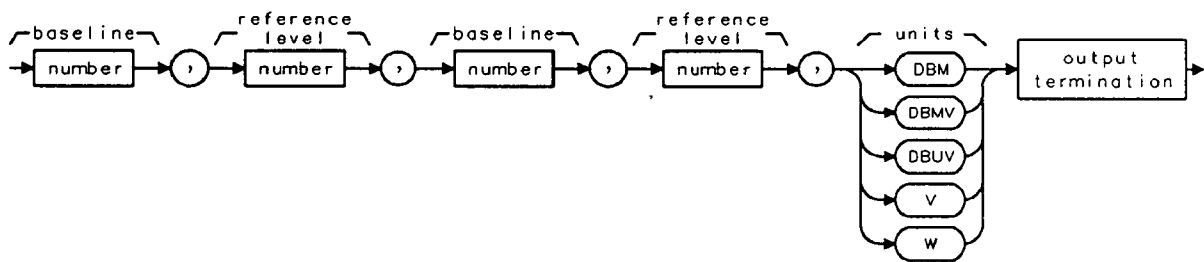 baseline
reference
level
baseline
reference
level
units
number , number , number , number , DBM
DBMV
DBUV
V
W
output
termination